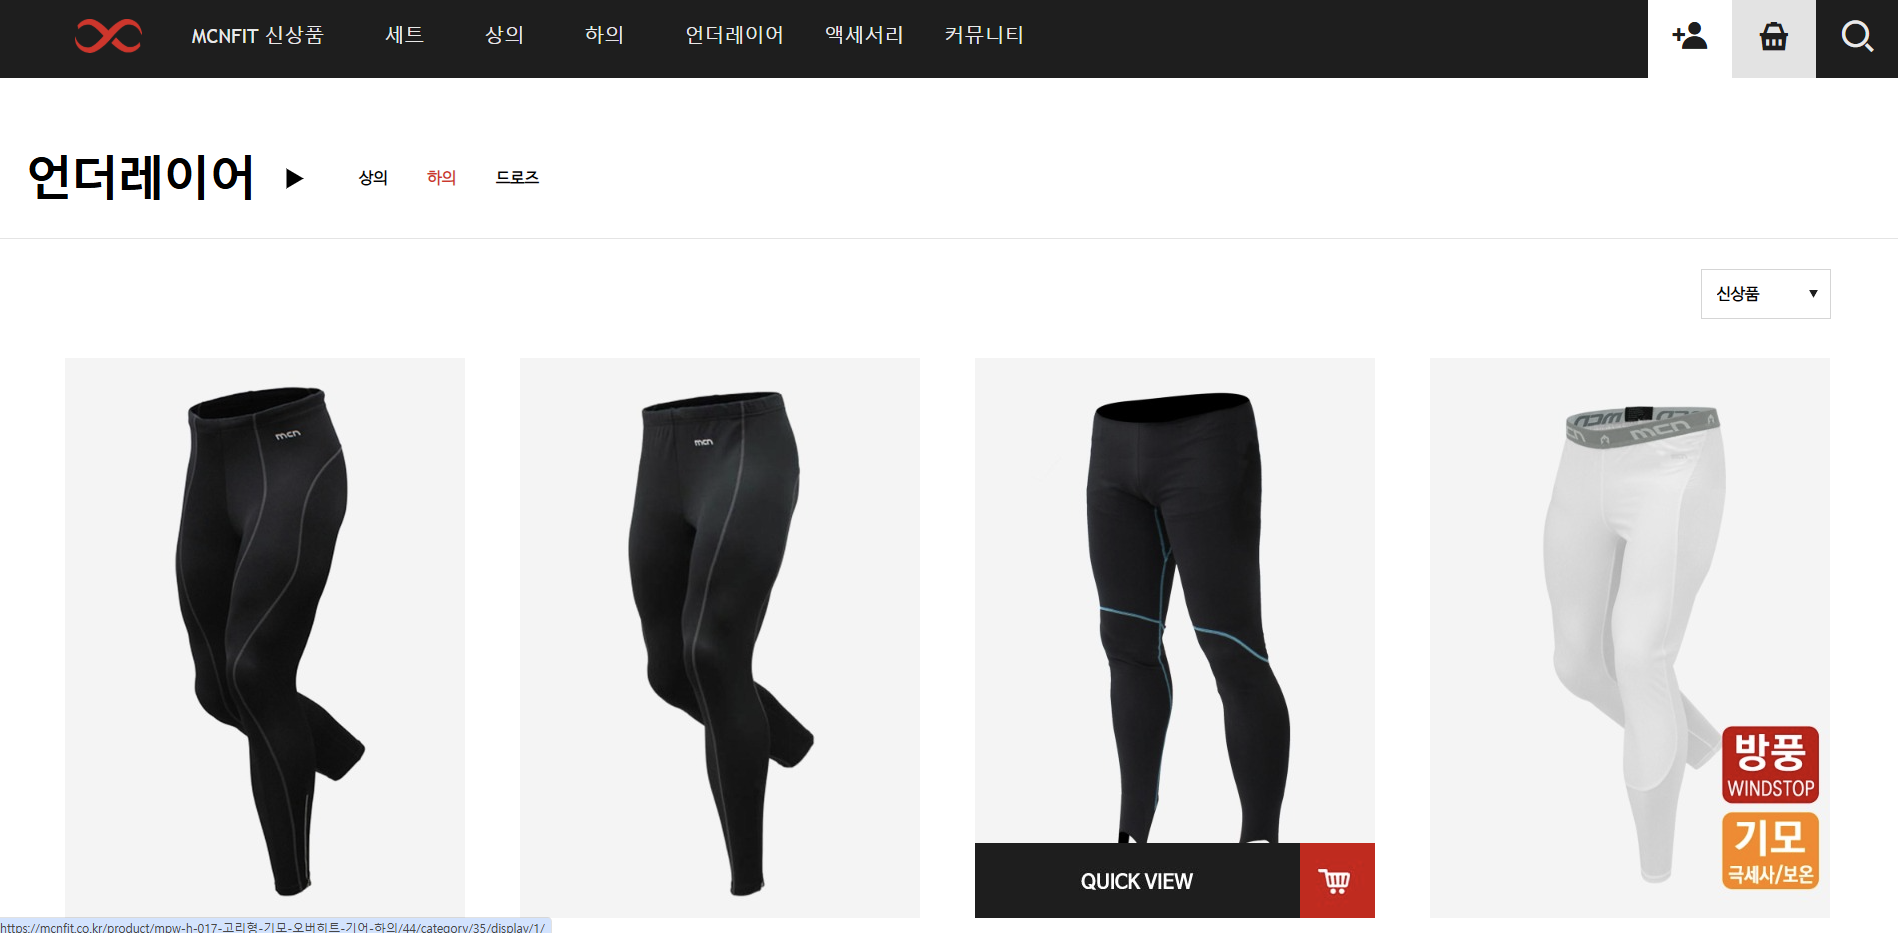 MCNFIT 신상품 세트 상의 하의 언더레이어 액세서리 커뮤니티
언더레이어 ▶ 상의 하의 드로즈
신상품 ▼
mcn
mcn
mcn
방풍
WINDSTOP
기모
극세사/보온
QUICK VIEW
https://mcnfit.co.kr/product/mpw-h-017-고리형-기모-오버히트-기어-하의/44/category/35/display/1/